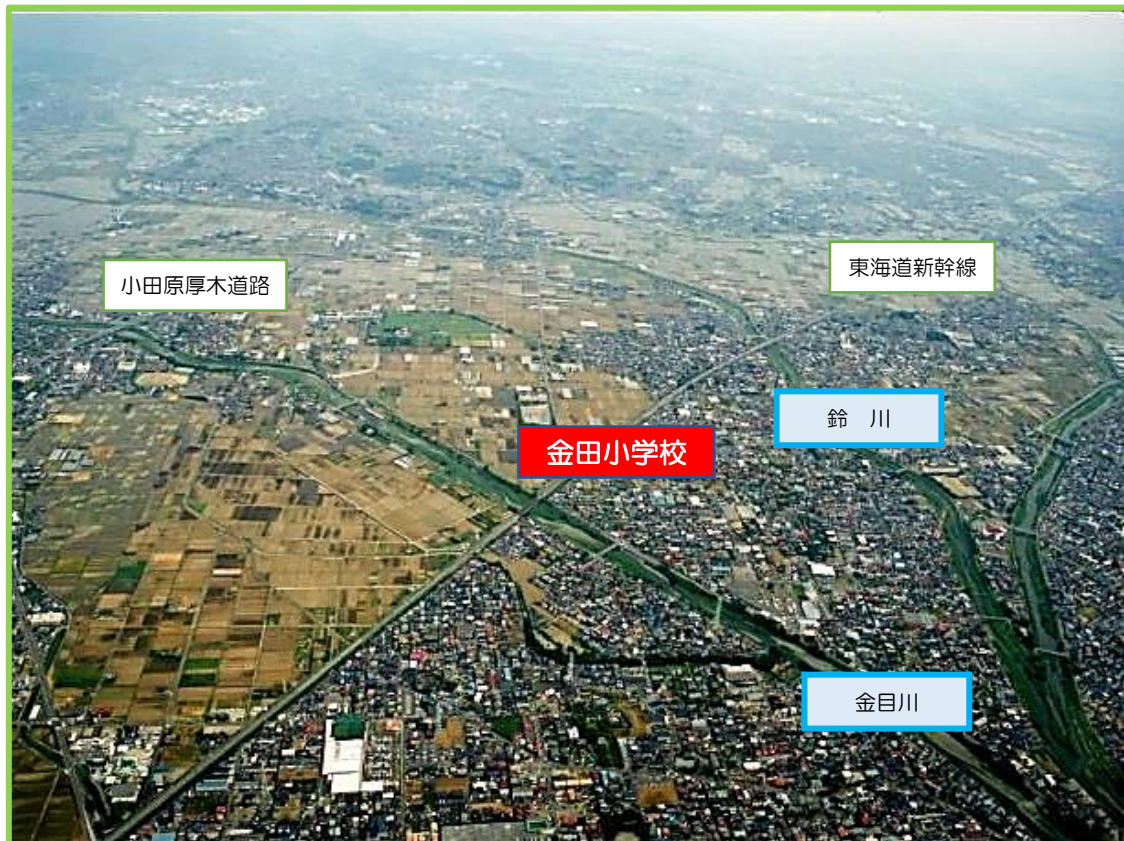 東海道新幹線
小田原厚木道路
鈴　川
金田小学校
金目川